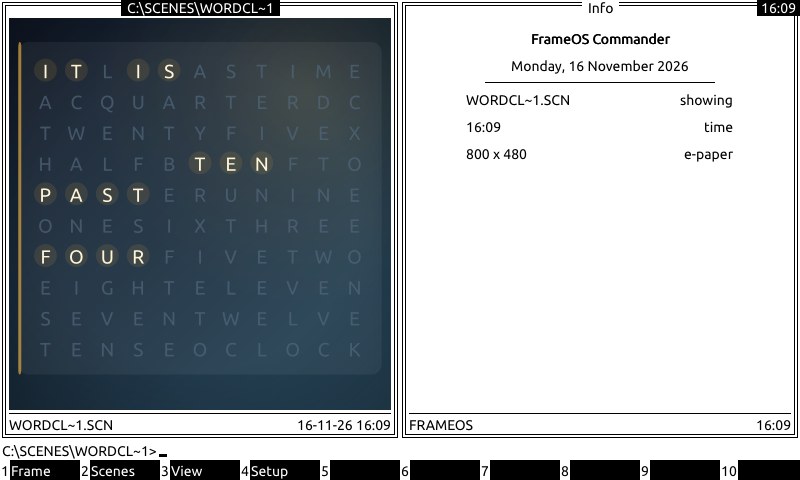 C:\SCENES\WORDCL~1
I T L I S A S T I M E
A C Q U A R T E R D C
T W E N T Y F I V E X
H A L F B T E N F T O
P A S T E R U N I N E
O N E S I X T H R E E
F O U R F I V E T W O
E I G H T E L E V E N
S E V E N T W E L V E
T E N S E O C L O C K
WORDCL~1.SCN 16-11-26 16:09
Info 16:09
FrameOS Commander
Monday, 16 November 2026
WORDCL~1.SCN showing
16:09 time
800 x 480 e-paper
FRAMEOS 16:09
C:\SCENES\WORDCL~1>
1 Frame 2 Scenes 3 View 4 Setup 5 6 7 8 9 10